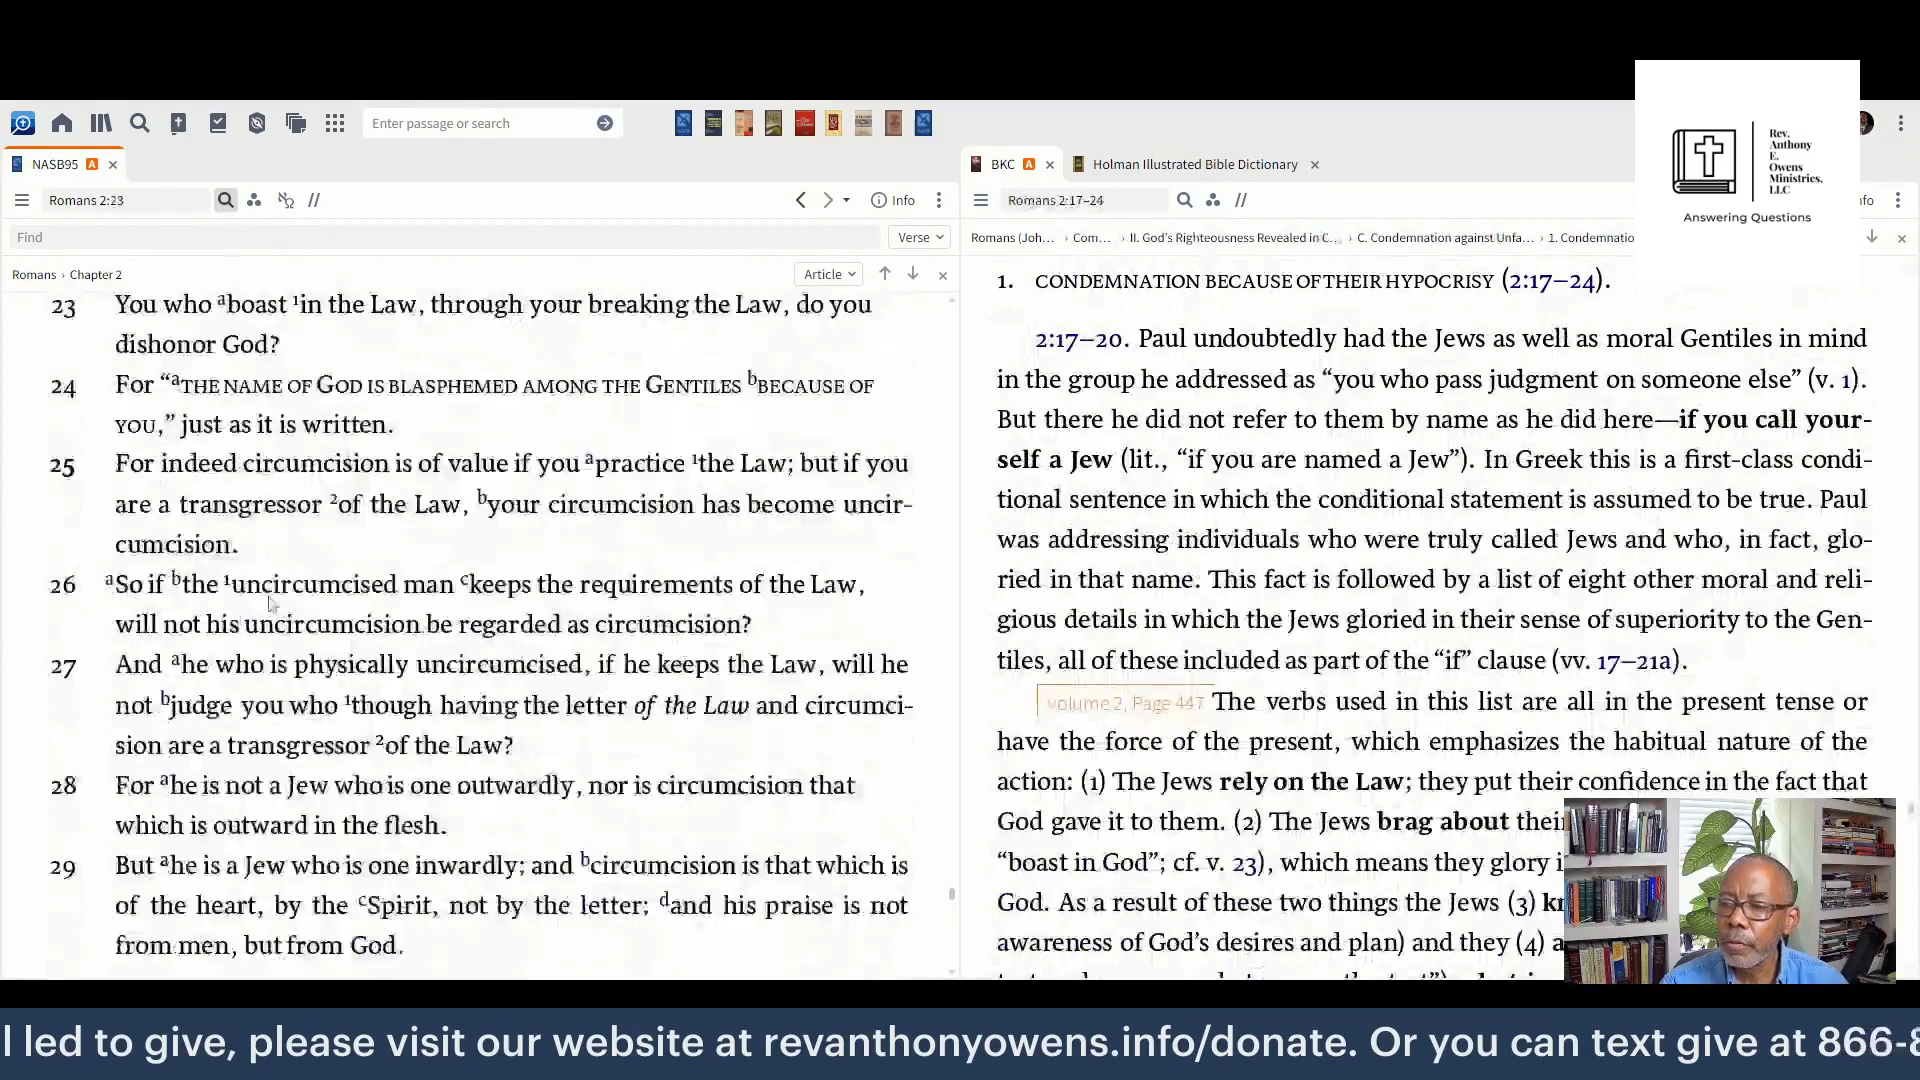 Rev.
Anthony
E.
Owens
Ministries,
LLC
Answering Questions
Enter passage or search
NASB95 A
BKC A
Holman Illustrated Bible Dictionary
Romans 2:23
Info
Romans 2:17–24
Find
Verse
Romans (Joh... › Com... › II. God's Righteousness Revealed in C... › C. Condemnation against Unfa... › 1. Condemnatio
Romans › Chapter 2
Article
23 You who ᵃboast ¹in the Law, through your breaking the Law, do you
dishonor God?
24 For “ᵃTHE NAME OF GOD IS BLASPHEMED AMONG THE GENTILES ᵇBECAUSE OF
YOU,” just as it is written.
25 For indeed circumcision is of value if you ᵃpractice ¹the Law; but if you
are a transgressor ²of the Law, ᵇyour circumcision has become uncir-
cumcision.
26 ᵃSo if ᵇthe ¹uncircumcised man ᶜkeeps the requirements of the Law,
will not his uncircumcision be regarded as circumcision?
27 And ᵃhe who is physically uncircumcised, if he keeps the Law, will he
not ᵇjudge you who ¹though having the letter of the Law and circumci-
sion are a transgressor ²of the Law?
28 For ᵃhe is not a Jew who is one outwardly, nor is circumcision that
which is outward in the flesh.
29 But ᵃhe is a Jew who is one inwardly; and ᵇcircumcision is that which is
of the heart, by the ᶜSpirit, not by the letter; ᵈand his praise is not
from men, but from God.
1. CONDEMNATION BECAUSE OF THEIR HYPOCRISY (2:17–24).
2:17–20. Paul undoubtedly had the Jews as well as moral Gentiles in mind
in the group he addressed as “you who pass judgment on someone else” (v. 1).
But there he did not refer to them by name as he did here—if you call your-
self a Jew (lit., “if you are named a Jew”). In Greek this is a first-class condi-
tional sentence in which the conditional statement is assumed to be true. Paul
was addressing individuals who were truly called Jews and who, in fact, glo-
ried in that name. This fact is followed by a list of eight other moral and reli-
gious details in which the Jews gloried in their sense of superiority to the Gen-
tiles, all of these included as part of the “if” clause (vv. 17–21a).
volume 2, Page 447 The verbs used in this list are all in the present tense or
have the force of the present, which emphasizes the habitual nature of the
action: (1) The Jews rely on the Law; they put their confidence in the fact that
God gave it to them. (2) The Jews brag about thei
“boast in God”; cf. v. 23), which means they glory i
God. As a result of these two things the Jews (3) k
awareness of God's desires and plan) and they (4) a
l led to give, please visit our website at revanthonyowens.info/donate. Or you can text give at 866-8